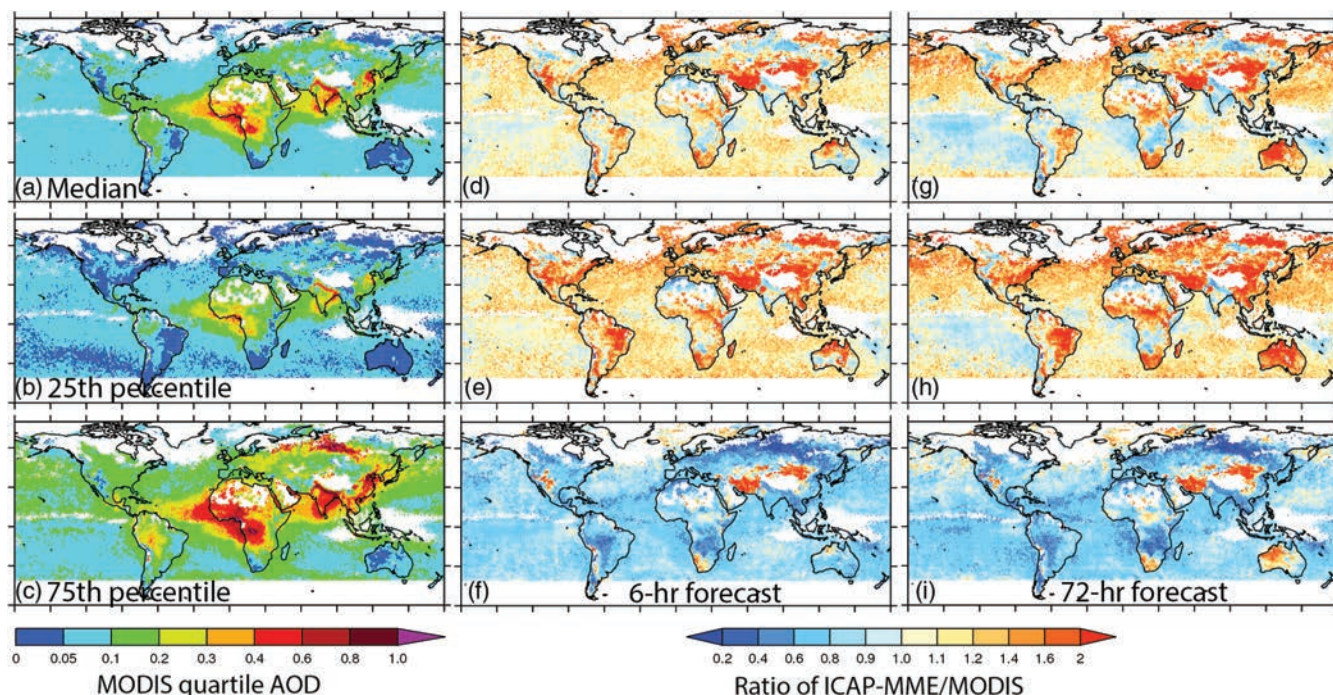 (a) Median
(d)
(g)
(b) 25th percentile
(e)
(h)
(c) 75th percentile
(f) 6-hr forecast
(i) 72-hr forecast
0 0.05 0.1 0.2 0.3 0.4 0.6 0.8 1.0
0.2 0.4 0.6 0.8 0.9 1.0 1.1 1.2 1.4 1.6 2
MODIS quartile AOD
Ratio of ICAP-MME/MODIS